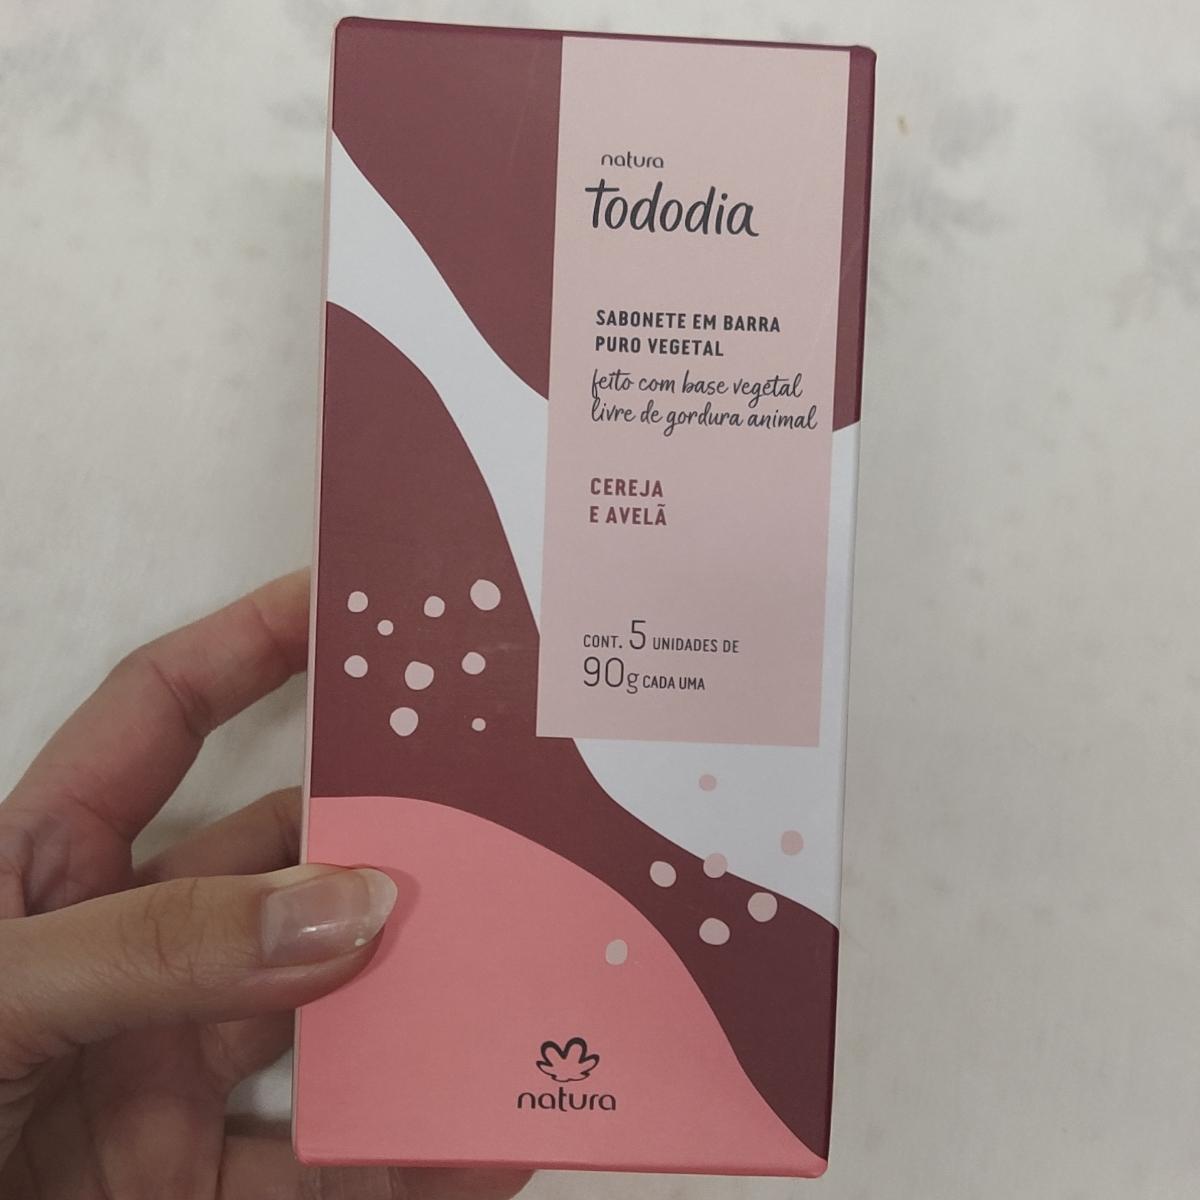 natura
Tododia
SABONETE EM BARRA
PURO VEGETAL
feito com base vegetal
livre de gordura animal
CEREJA
E AVELÃ
CONT. 5 UNIDADES DE
90g CADA UMA
natura